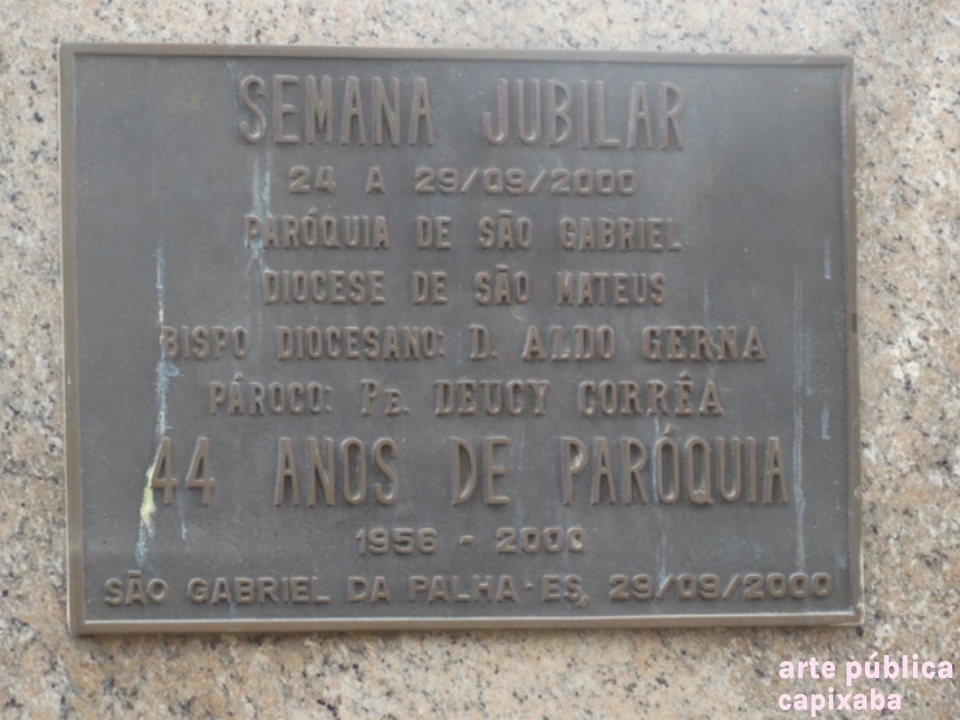 SEMANA JUBILAR
24 A 29/09/2000
PARÓQUIA DE SÃO GABRIEL
DIOCESE DE SÃO MATEUS
BISPO DIOCESANO: D. ALDO GERNA
PÁROCO: PE. DEUCY CORRÊA
44 ANOS DE PARÓQUIA
1956 - 2000
SÃO GABRIEL DA PALHA-ES, 29/09/2000
arte pública
capixaba